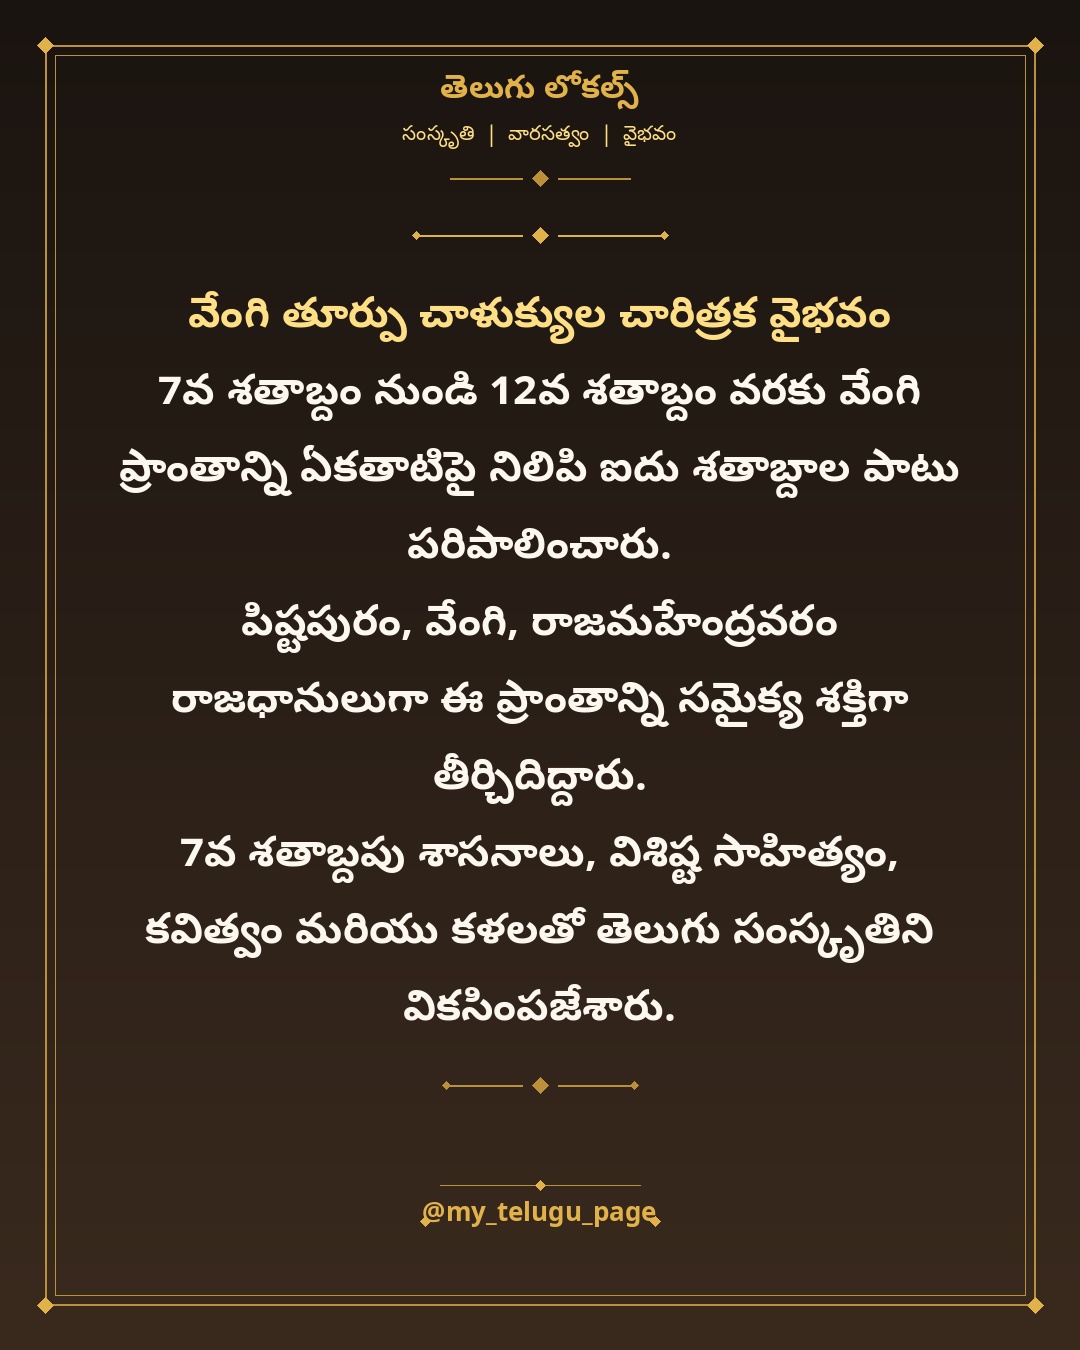 తెలుగు లోకల్స్
సంస్కృతి | వారసత్వం | వైభవం
వేంగి తూర్పు చాళుక్యుల చారిత్రక వైభవం
7వ శతాబ్దం నుండి 12వ శతాబ్దం వరకు వేంగి
ప్రాంతాన్ని ఏకతాటిపై నిలిపి ఐదు శతాబ్దాల పాటు
పరిపాలించారు.
పిష్టపురం, వేంగి, రాజమహేంద్రవరం
రాజధానులుగా ఈ ప్రాంతాన్ని సమైక్య శక్తిగా
తీర్చిదిద్దారు.
7వ శతాబ్దపు శాసనాలు, విశిష్ట సాహిత్యం,
కవిత్వం మరియు కళలతో తెలుగు సంస్కృతిని
వికసింపజేశారు.
@my_telugu_page